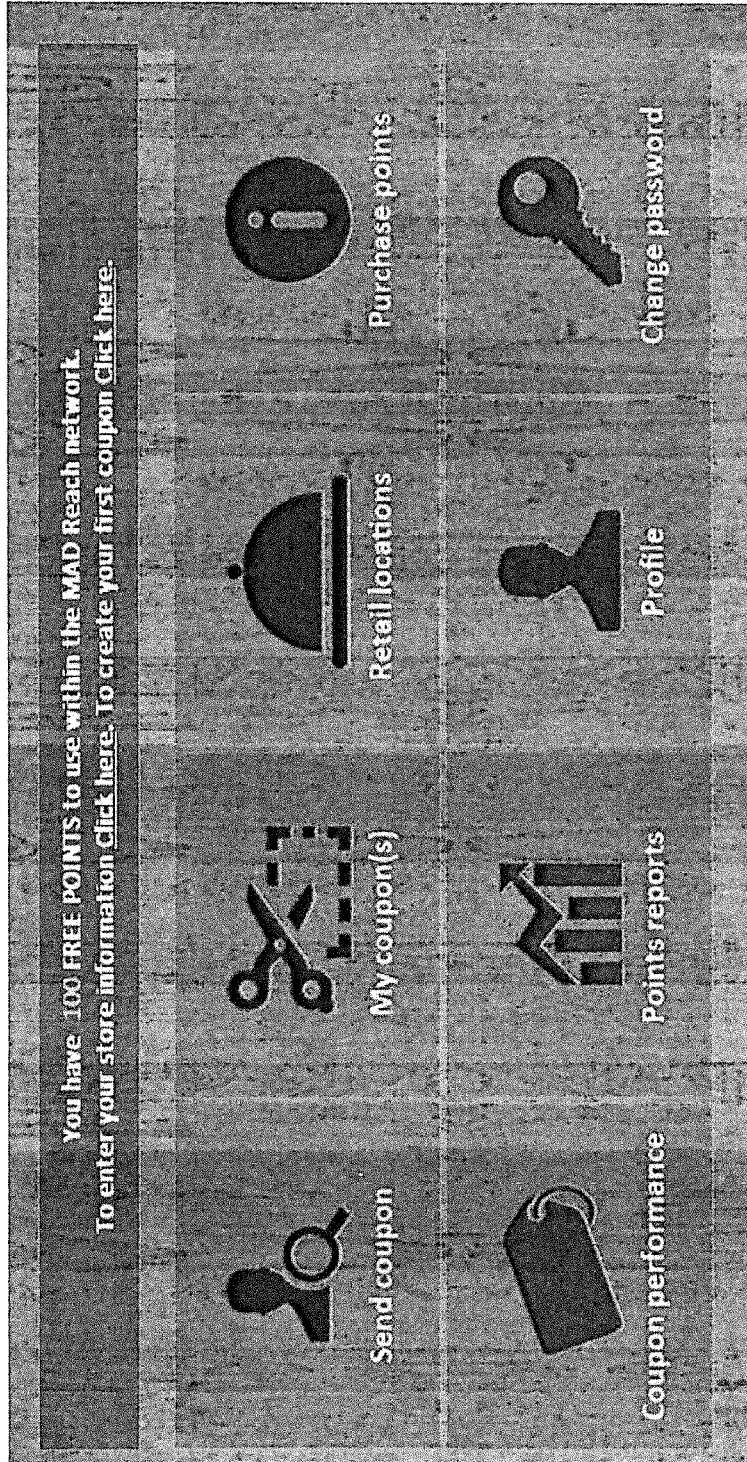 You have 100 FREE POINTS to use within the MAD Reach network.
To enter your store information Click here. To create your first coupon Click here.
Send coupon
My coupon(s)
Retail locations
Purchase points
Coupon performance
Points reports
Profile
Change password